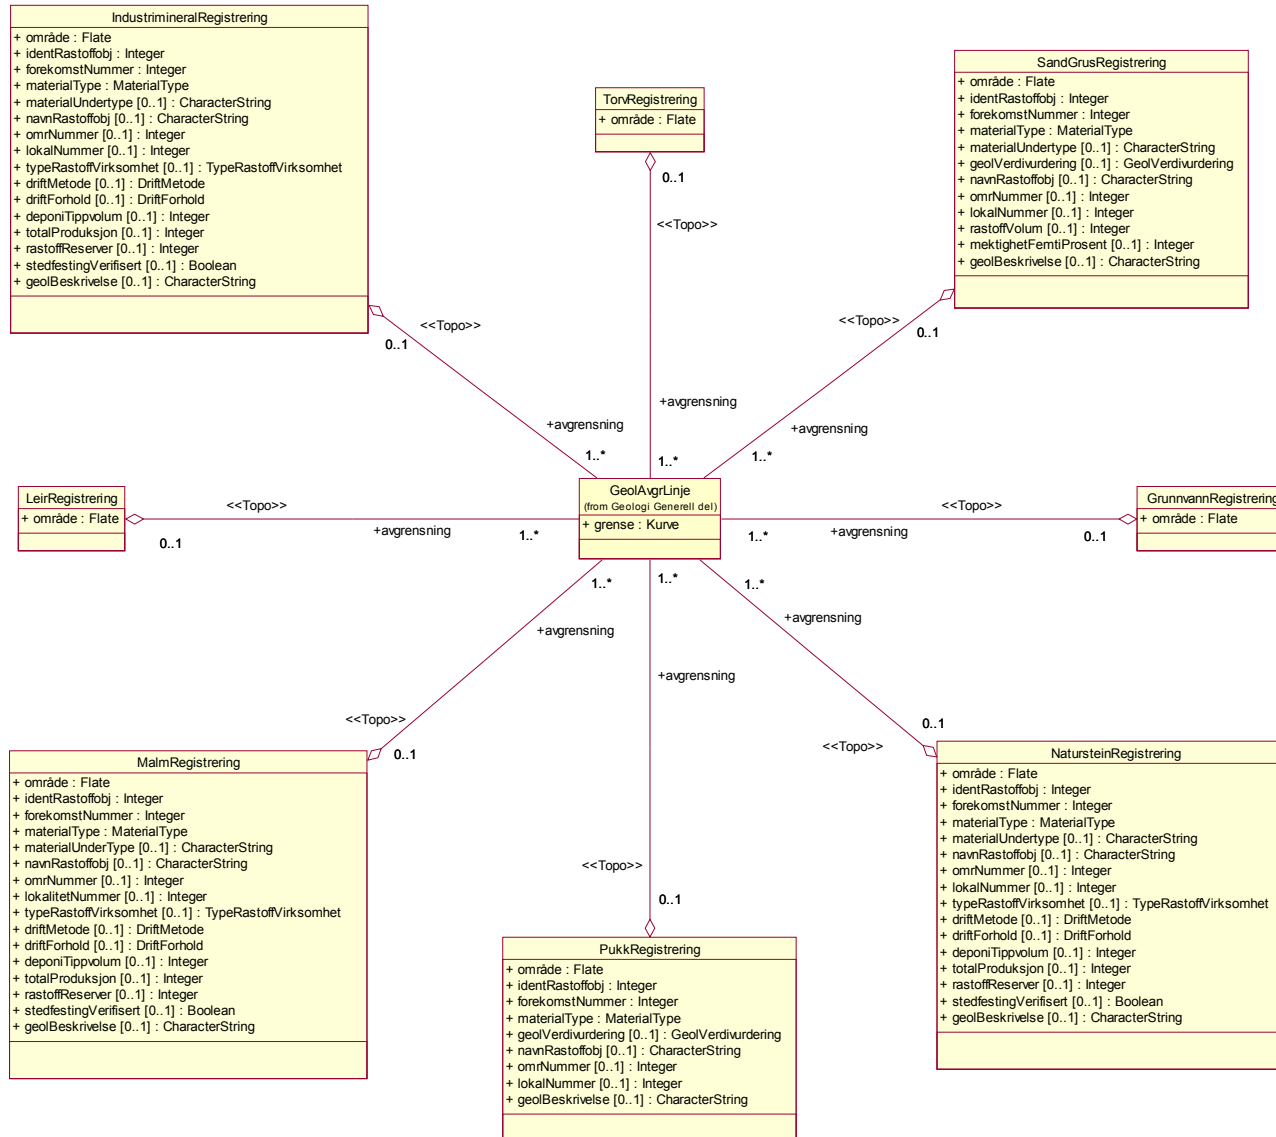 IndustrimineralRegistrering
+ område : Flate
+ identRastoffobj : Integer
+ forekomstNummer : Integer
+ materialType : MaterialType
+ materialUndertype [0..1] : CharacterString
+ navnRastoffobj [0..1] : CharacterString
+ omrNummer [0..1] : Integer
+ lokalNummer [0..1] : Integer
+ typeRastoffVirksomhet [0..1] : TypeRastoffVirksomhet
+ driftMetode [0..1] : DriftMetode
+ driftForhold [0..1] : DriftForhold
+ deponiTippvolum [0..1] : Integer
+ totalProduksjon [0..1] : Integer
+ rastoffReserver [0..1] : Integer
+ stedfestingVerifisert [0..1] : Boolean
+ geolBeskrivelse [0..1] : CharacterString
TorvRegistrering
+ område : Flate
SandGrusRegistrering
+ område : Flate
+ identRastoffobj : Integer
+ forekomstNummer : Integer
+ materialType : MaterialType
+ materialUndertype [0..1] : CharacterString
+ geolVerdivurdering [0..1] : GeolVerdivurdering
+ navnRastoffobj [0..1] : CharacterString
+ omrNummer [0..1] : Integer
+ lokalNummer [0..1] : Integer
+ rastoffVolum [0..1] : Integer
+ mektighetFemtiProsent [0..1] : Integer
+ geolBeskrivelse [0..1] : CharacterString
0..1
<<Topo>>
<<Topo>>
0..1
<<Topo>>
0..1
+avgrensning
1..*
+avgrensning
1..*
+avgrensning
1..*
LeirRegistrering
+ område : Flate
0..1
<<Topo>>
+avgrensning
1..*
GeolAvgrLinje
(from Geologi Generell del)
+ grense : Kurve
1..*
+avgrensning
<<Topo>>
0..1
GrunnvannRegistrering
+ område : Flate
1..*
+avgrensning
<<Topo>>
0..1
1..*
+avgrensning
<<Topo>>
0..1
1..*
+avgrensning
<<Topo>>
0..1
MalmRegistrering
+ område : Flate
+ identRastoffobj : Integer
+ forekomstNummer : Integer
+ materialType : MaterialType
+ materialUnderType [0..1] : CharacterString
+ navnRastoffobj [0..1] : CharacterString
+ omrNummer [0..1] : Integer
+ lokalitetNummer [0..1] : Integer
+ typeRastoffVirksomhet [0..1] : TypeRastoffVirksomhet
+ driftMetode [0..1] : DriftMetode
+ driftForhold [0..1] : DriftForhold
+ deponiTippvolum [0..1] : Integer
+ totalProduksjon [0..1] : Integer
+ rastoffReserver [0..1] : Integer
+ stedfestingVerifisert [0..1] : Boolean
+ geolBeskrivelse [0..1] : CharacterString
PukkRegistrering
+ område : Flate
+ identRastoffobj : Integer
+ forekomstNummer : Integer
+ materialType : MaterialType
+ geolVerdivurdering [0..1] : GeolVerdivurdering
+ navnRastoffobj [0..1] : CharacterString
+ omrNummer [0..1] : Integer
+ lokalNummer [0..1] : Integer
+ geolBeskrivelse [0..1] : CharacterString
NatursteinRegistrering
+ område : Flate
+ identRastoffobj : Integer
+ forekomstNummer : Integer
+ materialType : MaterialType
+ materialUndertype [0..1] : CharacterString
+ navnRastoffobj [0..1] : CharacterString
+ omrNummer [0..1] : Integer
+ lokalNummer [0..1] : Integer
+ typeRastoffVirksomhet [0..1] : TypeRastoffVirksomhet
+ driftMetode [0..1] : DriftMetode
+ driftForhold [0..1] : DriftForhold
+ deponiTippvolum [0..1] : Integer
+ totalProduksjon [0..1] : Integer
+ rastoffReserver [0..1] : Integer
+ stedfestingVerifisert [0..1] : Boolean
+ geolBeskrivelse [0..1] : CharacterString